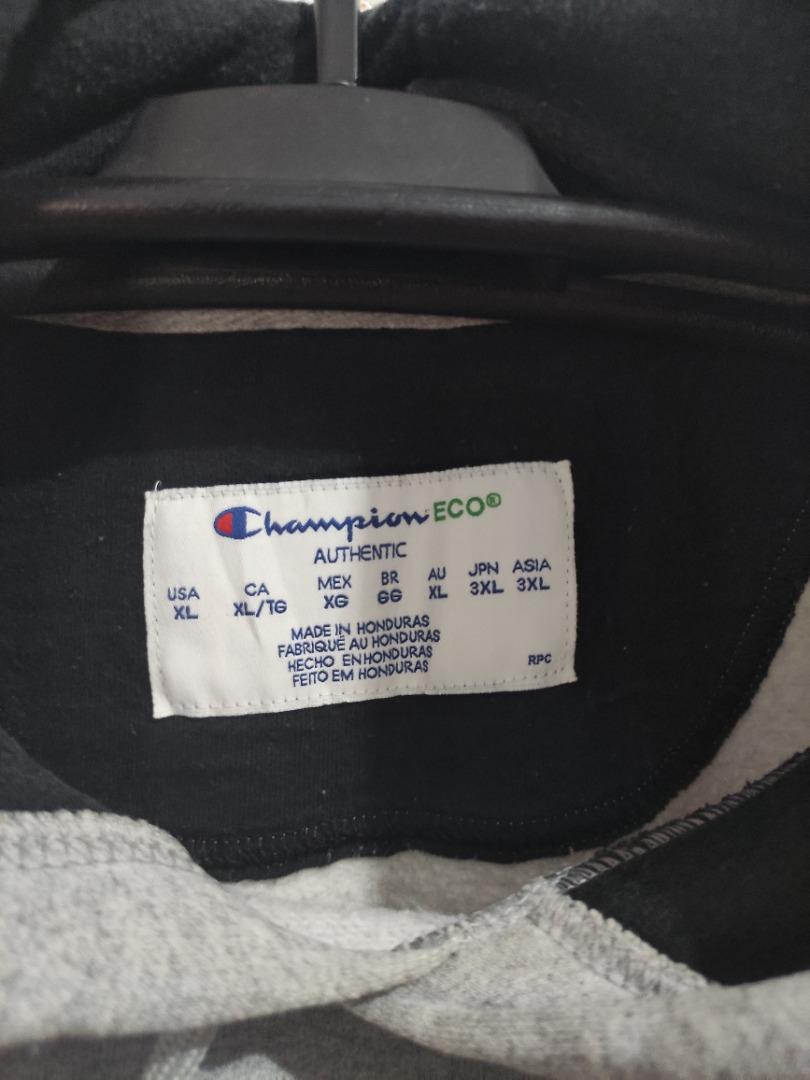 Champion ECO®
AUTHENTIC
USA CA MEX BR AU JPN ASIA
XL XL/TG XG GG XL 3XL 3XL
MADE IN HONDURAS
FABRIQUÉ AU HONDURAS
HECHO EN HONDURAS
FEITO EM HONDURAS
RPC